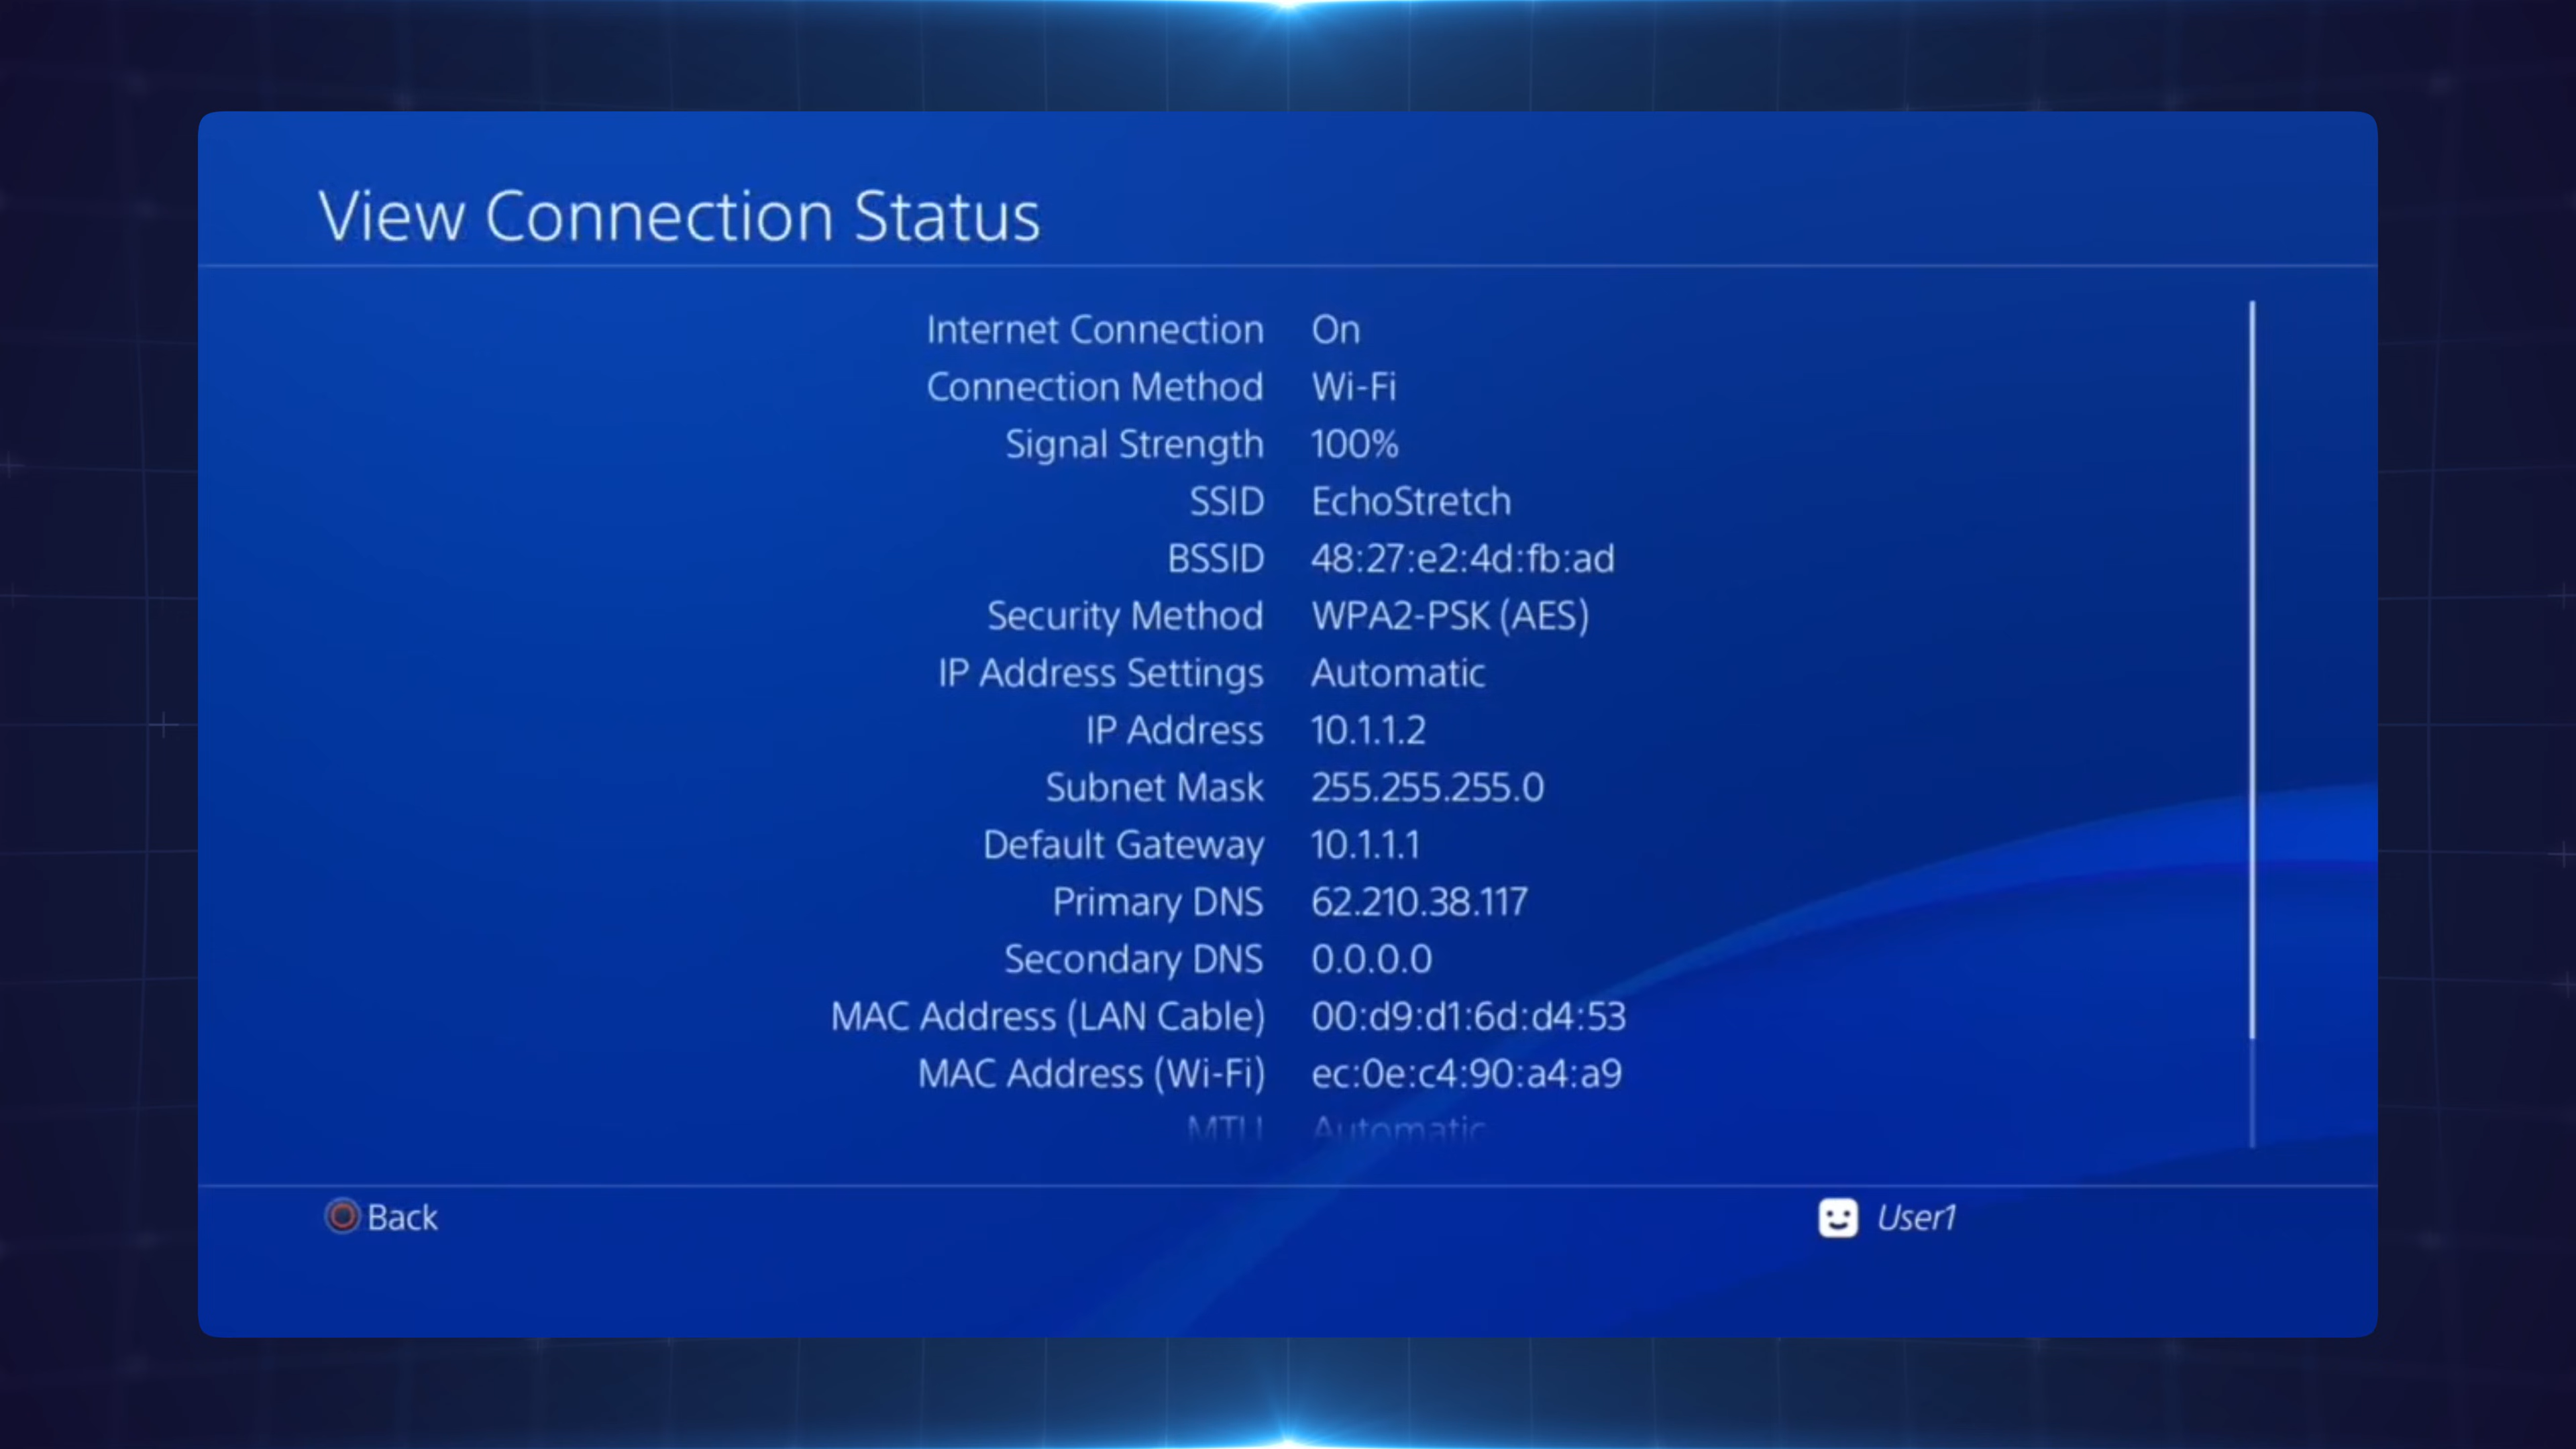 View Connection Status
Internet Connection On
Connection Method Wi-Fi
Signal Strength 100%
SSID EchoStretch
BSSID 48:27:e2:4d:fb:ad
Security Method WPA2-PSK (AES)
IP Address Settings Automatic
IP Address 10.1.1.2
Subnet Mask 255.255.255.0
Default Gateway 10.1.1.1
Primary DNS 62.210.38.117
Secondary DNS 0.0.0.0
MAC Address (LAN Cable) 00:d9:d1:6d:d4:53
MAC Address (Wi-Fi) ec:0e:c4:90:a4:a9
MTU Automatic
Back
User1